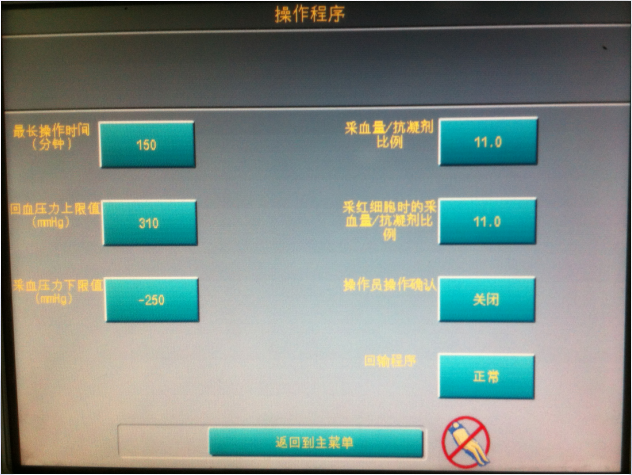 操作程序
最长操作时间
(分钟)
150
采血量/抗凝剂
比例
11.0
回血压力上限值
(mmHg)
310
采红细胞时的采
血量/抗凝剂比
例
11.0
采血压力下限值
(mmHg)
-250
操作员操作确认
关闭
回输程序
正常
返回到主菜单